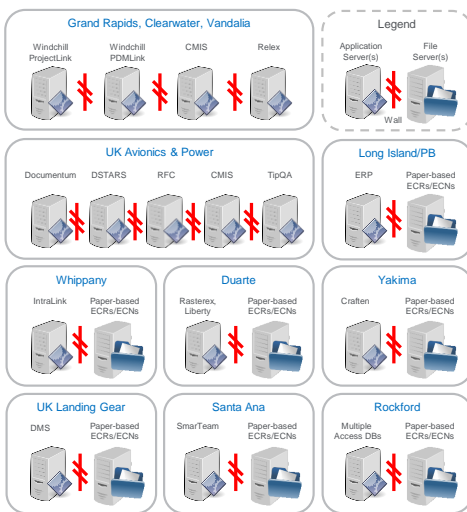 Grand Rapids, Clearwater, Vandalia
Windchill
ProjectLink
Windchill
PDMLink
CMIS
Relex
Legend
Application
Server(s)
File
Server(s)
Wall
UK Avionics & Power
Documentum
DSTARS
RFC
CMIS
TipQA
Long Island/PB
ERP
Paper-based
ECRs/ECNs
Whippany
IntraLink
Paper-based
ECRs/ECNs
Duarte
Rasterex,
Liberty
Paper-based
ECRs/ECNs
Yakima
Craften
Paper-based
ECRs/ECNs
UK Landing Gear
DMS
Paper-based
ECRs/ECNs
Santa Ana
SmarTeam
Paper-based
ECRs/ECNs
Rockford
Multiple
Access DBs
Paper-based
ECRs/ECNs